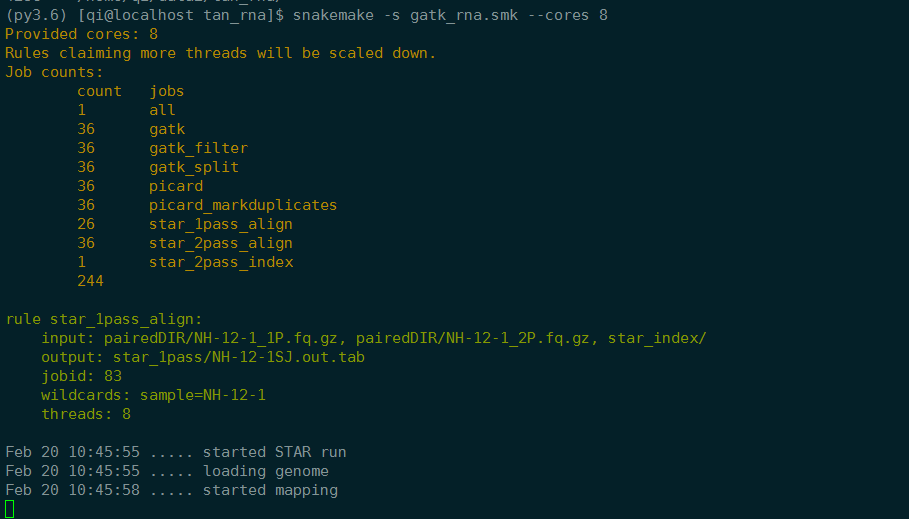 (py3.6) [qi@localhost tan_rna]$ snakemake -s gatk_rna.smk --cores 8
Provided cores: 8
Rules claiming more threads will be scaled down.
Job counts:
        count   jobs
        1       all
        36      gatk
        36      gatk_filter
        36      gatk_split
        36      picard
        36      picard_markduplicates
        26      star_1pass_align
        36      star_2pass_align
        1       star_2pass_index
        244

rule star_1pass_align:
    input: pairedDIR/NH-12-1_1P.fq.gz, pairedDIR/NH-12-1_2P.fq.gz, star_index/
    output: star_1pass/NH-12-1SJ.out.tab
    jobid: 83
    wildcards: sample=NH-12-1
    threads: 8

Feb 20 10:45:55 ..... started STAR run
Feb 20 10:45:55 ..... loading genome
Feb 20 10:45:58 ..... started mapping